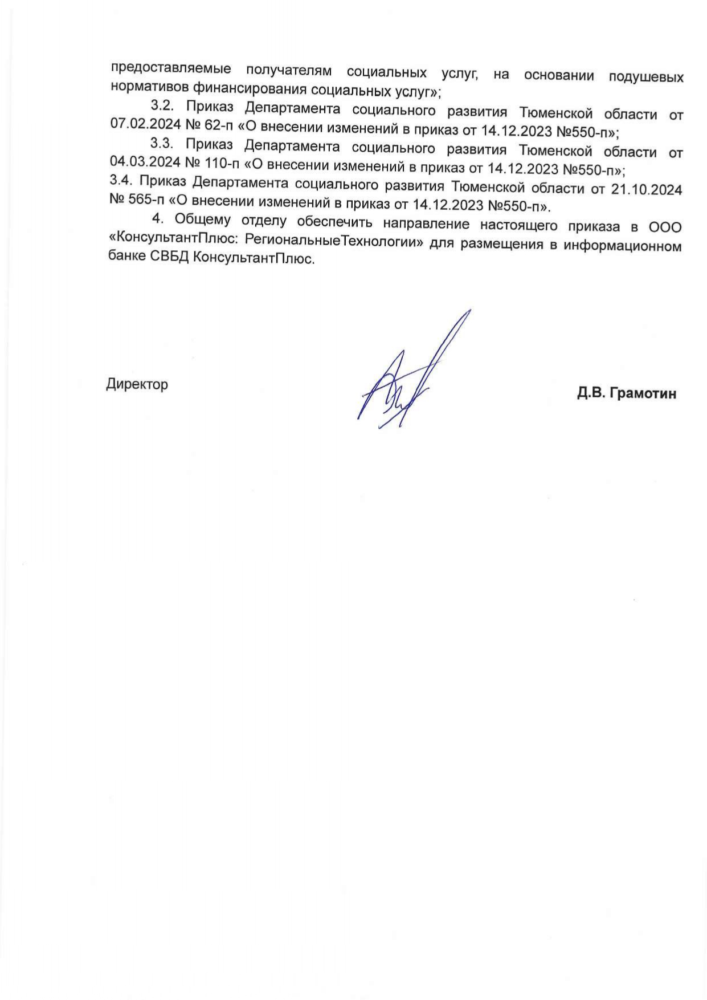 предоставляемые получателям социальных услуг, на основании подушевых
нормативов финансирования социальных услуг»;
3.2. Приказ Департамента социального развития Тюменской области от
07.02.2024 № 62-п «О внесении изменений в приказ от 14.12.2023 №550-п»;
3.3. Приказ Департамента социального развития Тюменской области от
04.03.2024 № 110-п «О внесении изменений в приказ от 14.12.2023 №550-п»;
3.4. Приказ Департамента социального развития Тюменской области от 21.10.2024
№ 565-п «О внесении изменений в приказ от 14.12.2023 №550-п».
4. Общему отделу обеспечить направление настоящего приказа в ООО
«КонсультантПлюс: РегиональныеТехнологии» для размещения в информационном
банке СВБД КонсультантПлюс.
Директор
Д.В. Грамотин